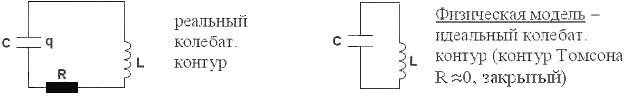 реальный
колебат.
контур
C
q
R
L
Физическая модель –
идеальный колебат.
контур (контур Томсона
R ≈0, закрытый)
C
L